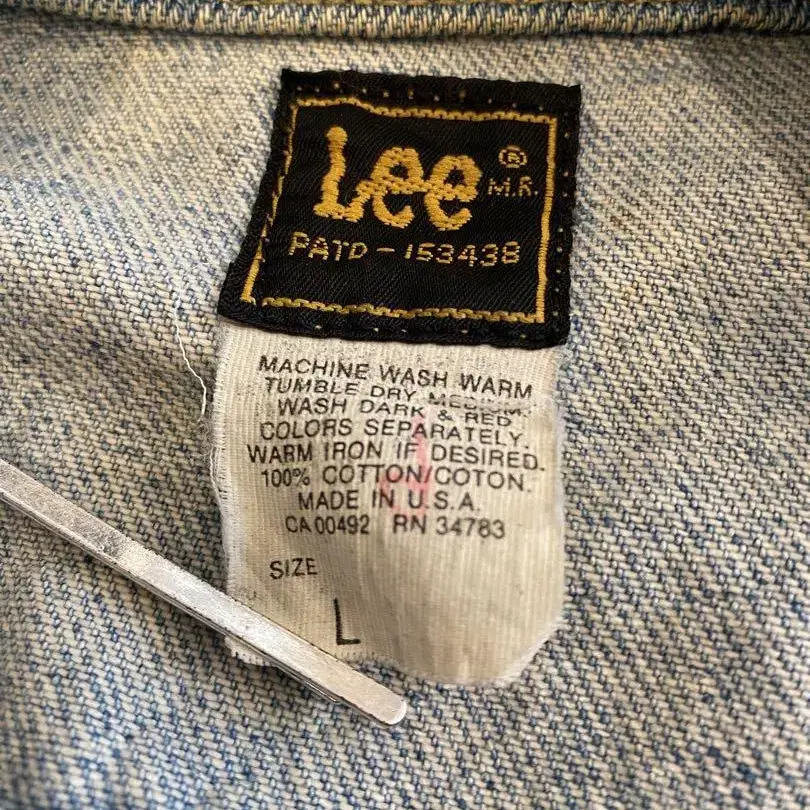 Lee® M.R.
PATD-153438
MACHINE WASH WARM
TUMBLE DRY MEDIUM.
WASH DARK & RED
COLORS SEPARATELY.
WARM IRON IF DESIRED.
100% COTTON/COTON.
MADE IN U.S.A.
CA 00492 RN 34783
SIZE
L